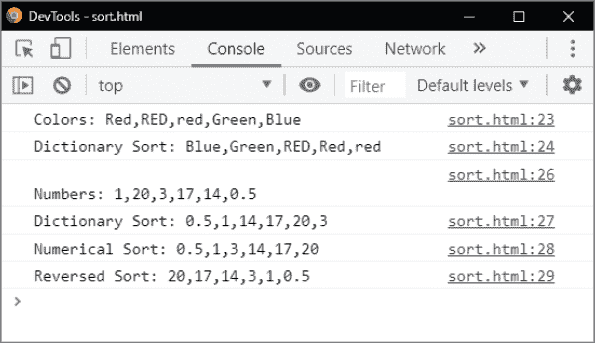 DevTools - sort.html
Elements Console Sources Network »
top Filter Default levels
Colors: Red,RED,red,Green,Blue sort.html:23
Dictionary Sort: Blue,Green,RED,Red,red sort.html:24
sort.html:26
Numbers: 1,20,3,17,14,0.5
Dictionary Sort: 0.5,1,14,17,20,3 sort.html:27
Numerical Sort: 0.5,1,3,14,17,20 sort.html:28
Reversed Sort: 20,17,14,3,1,0.5 sort.html:29
>